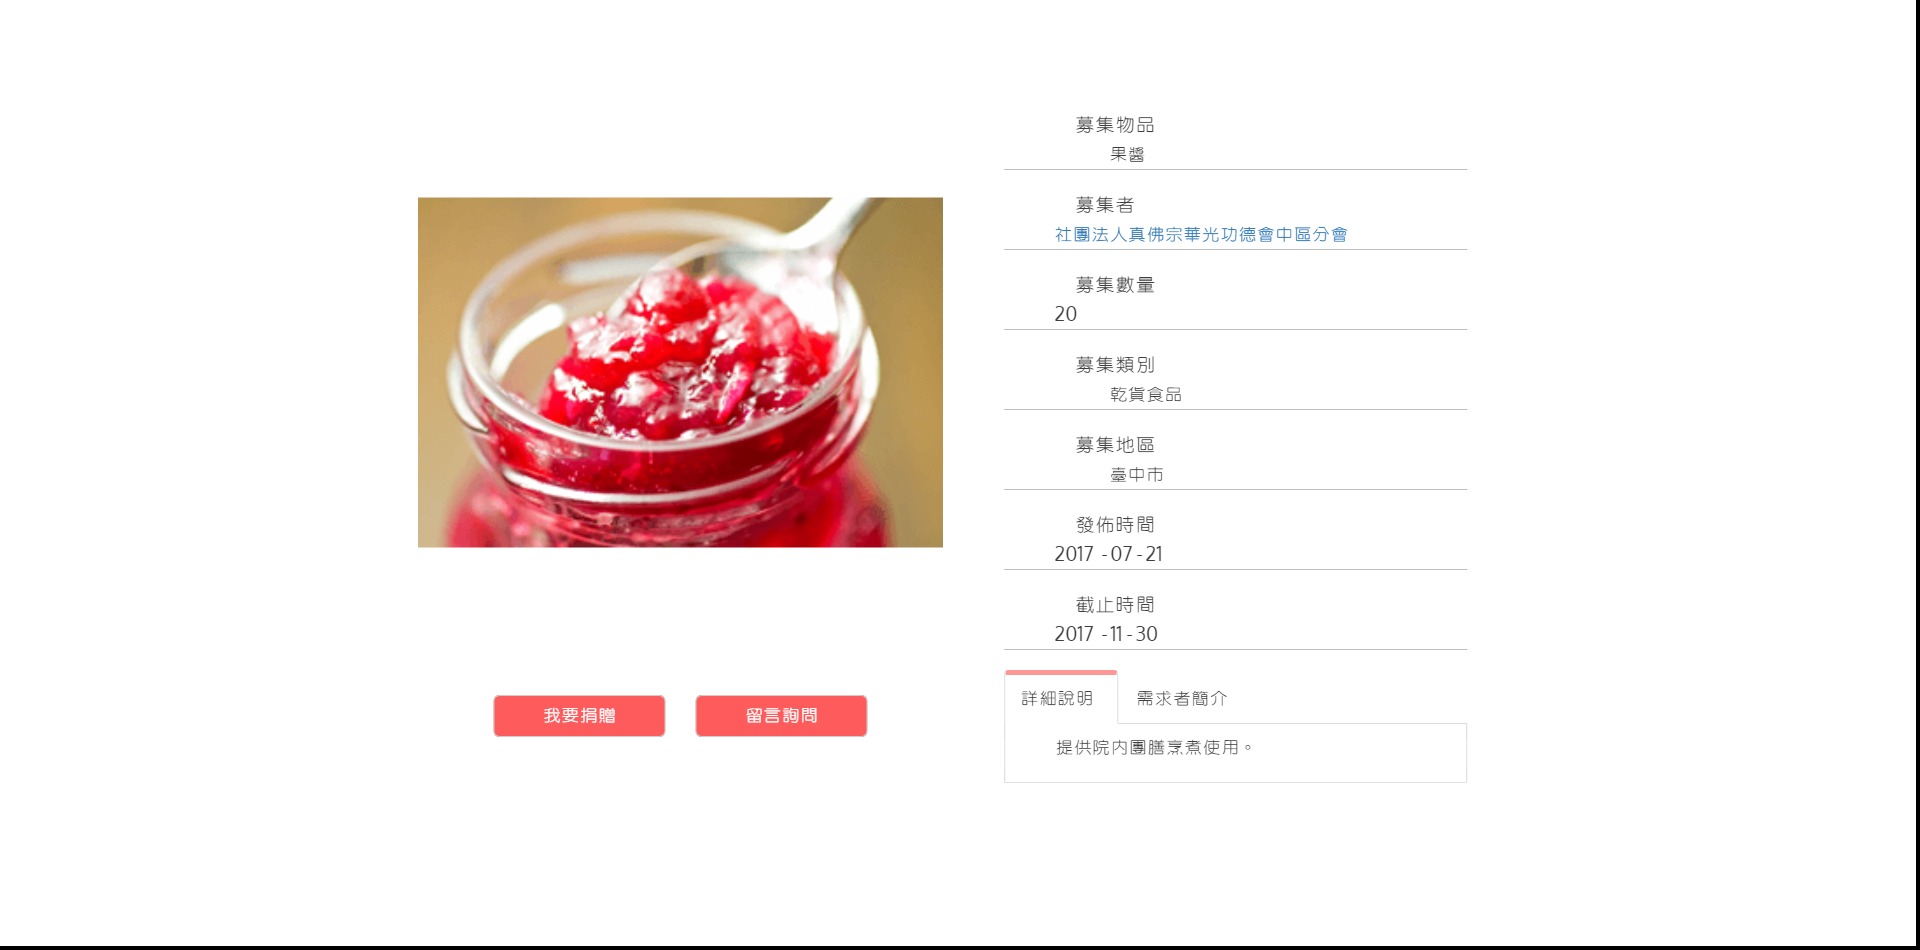 募集物品
果醬
募集者
社團法人真佛宗華光功德會中區分會
募集數量
20
募集類別
乾貨食品
募集地區
臺中市
發佈時間
2017-07-21
截止時間
2017-11-30
我要捐贈
留言詢問
詳細說明
需求者簡介
提供院內團膳烹煮使用。